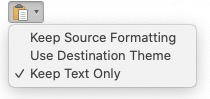 Keep Source Formatting
Use Destination Theme
✓ Keep Text Only